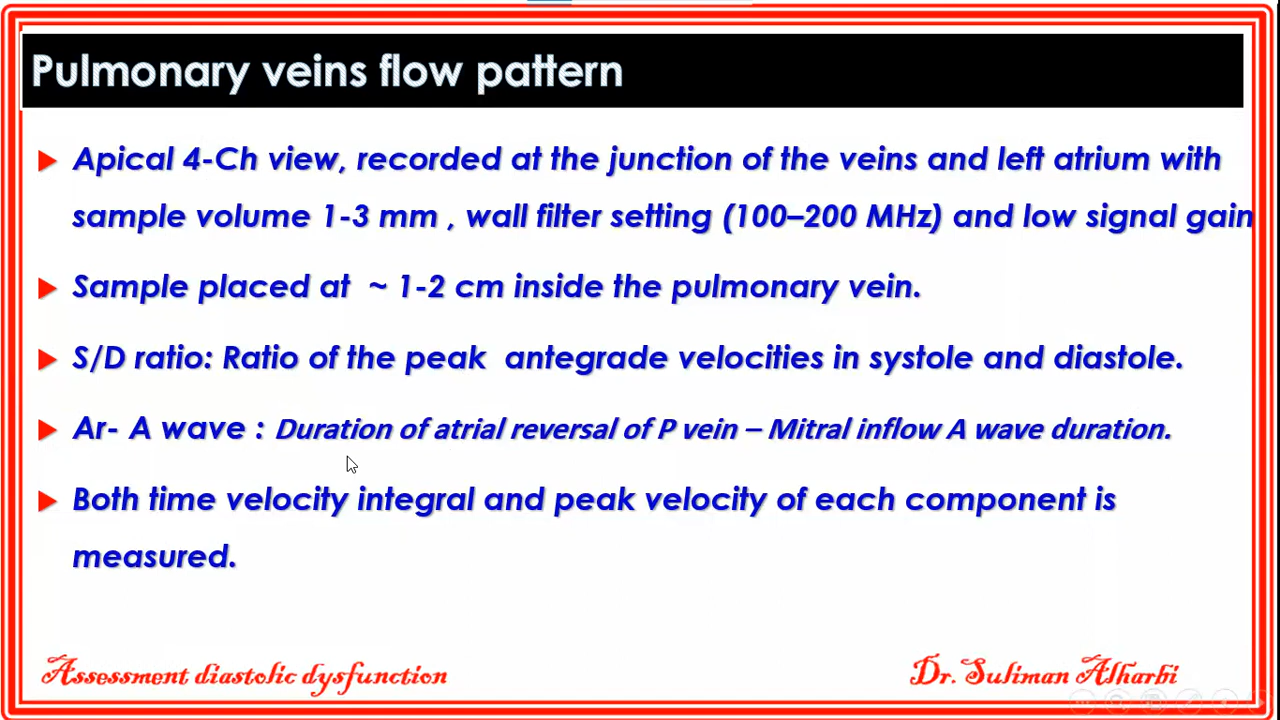 Pulmonary veins flow pattern
Apical 4-Ch view, recorded at the junction of the veins and left atrium with
sample volume 1-3 mm , wall filter setting (100–200 MHz) and low signal gain
Sample placed at ~ 1-2 cm inside the pulmonary vein.
S/D ratio: Ratio of the peak antegrade velocities in systole and diastole.
Ar- A wave : Duration of atrial reversal of P vein – Mitral inflow A wave duration.
Both time velocity integral and peak velocity of each component is
measured.
Assessment diastolic dysfunction
Dr. Suliman Alharbi